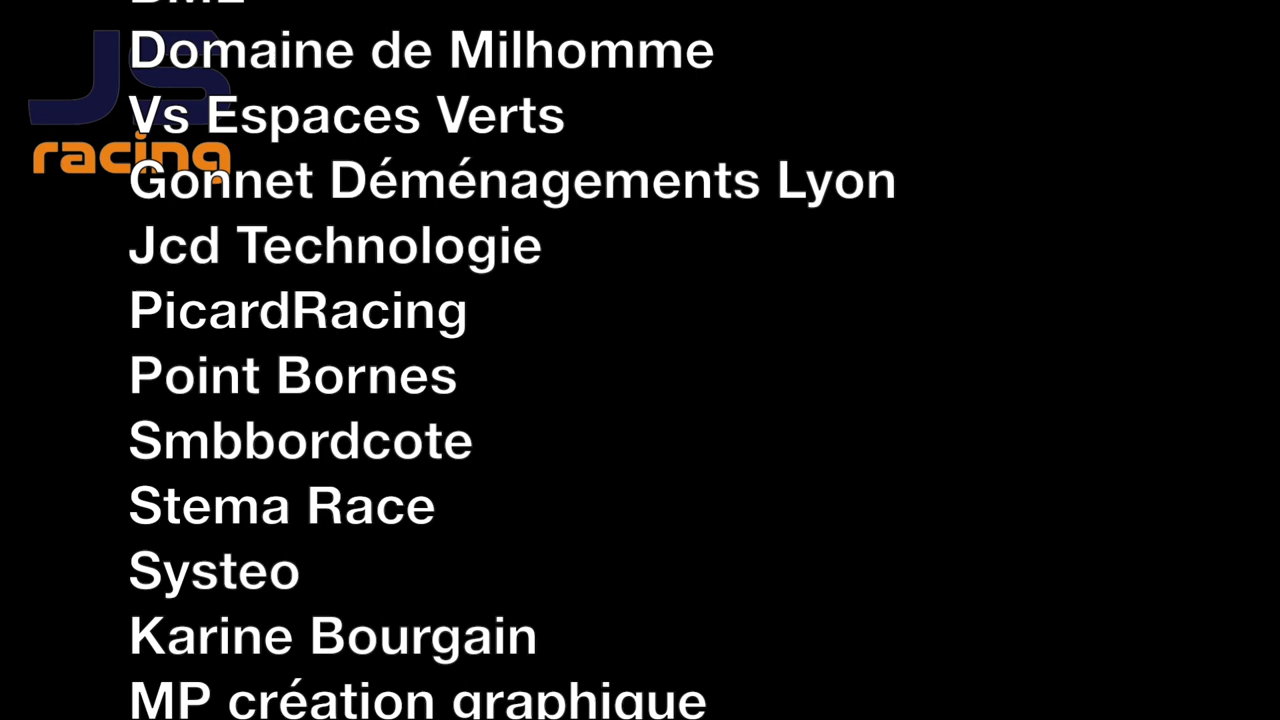 Domaine de Milhomme
JS
Vs Espaces Verts
racing
Gonnet Déménagements Lyon
Jcd Technologie
PicardRacing
Point Bornes
Smbbordcote
Stema Race
Systeo
Karine Bourgain
MP création graphique